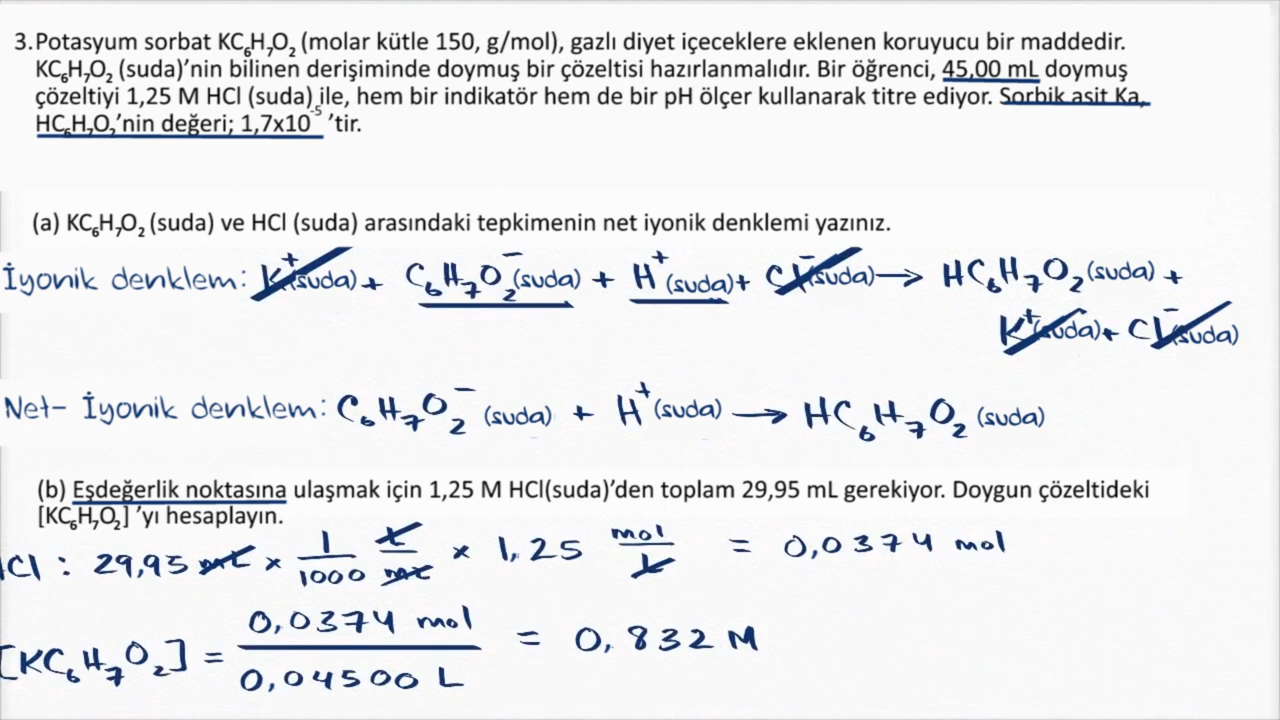 3. Potasyum sorbat KC₆H₇O₂ (molar kütle 150, g/mol), gazlı diyet içeceklere eklenen koruyucu bir maddedir.
KC₆H₇O₂ (suda)’nin bilinen derişiminde doymuş bir çözeltisi hazırlanmalıdır. Bir öğrenci, 45,00 mL doymuş
çözeltiyi 1,25 M HCl (suda) ile, hem bir indikatör hem de bir pH ölçer kullanarak titre ediyor. Sorbik asit Ka,
HC₆H₇O₂’nin değeri; 1,7x10⁻⁵ ’tir.
(a) KC₆H₇O₂ (suda) ve HCl (suda) arasındaki tepkimenin net iyonik denklemi yazınız.
İyonik denklem: K⁺(suda) + C₆H₇O₂⁻(suda) + H⁺(suda) + Cl⁻(suda) → HC₆H₇O₂(suda) +
K⁺(suda) + Cl⁻(suda)
Net- İyonik denklem: C₆H₇O₂⁻(suda) + H⁺(suda) → HC₆H₇O₂(suda)
(b) Eşdeğerlik noktasına ulaşmak için 1,25 M HCl(suda)’den toplam 29,95 mL gerekiyor. Doygun çözeltideki
[KC₆H₇O₂] ’yı hesaplayın.
Cl : 29,95 mL × 1/1000 L/mL × 1,25 mol/L = 0,0374 mol
[KC₆H₇O₂] = 0,0374 mol / 0,04500 L = 0,832 M